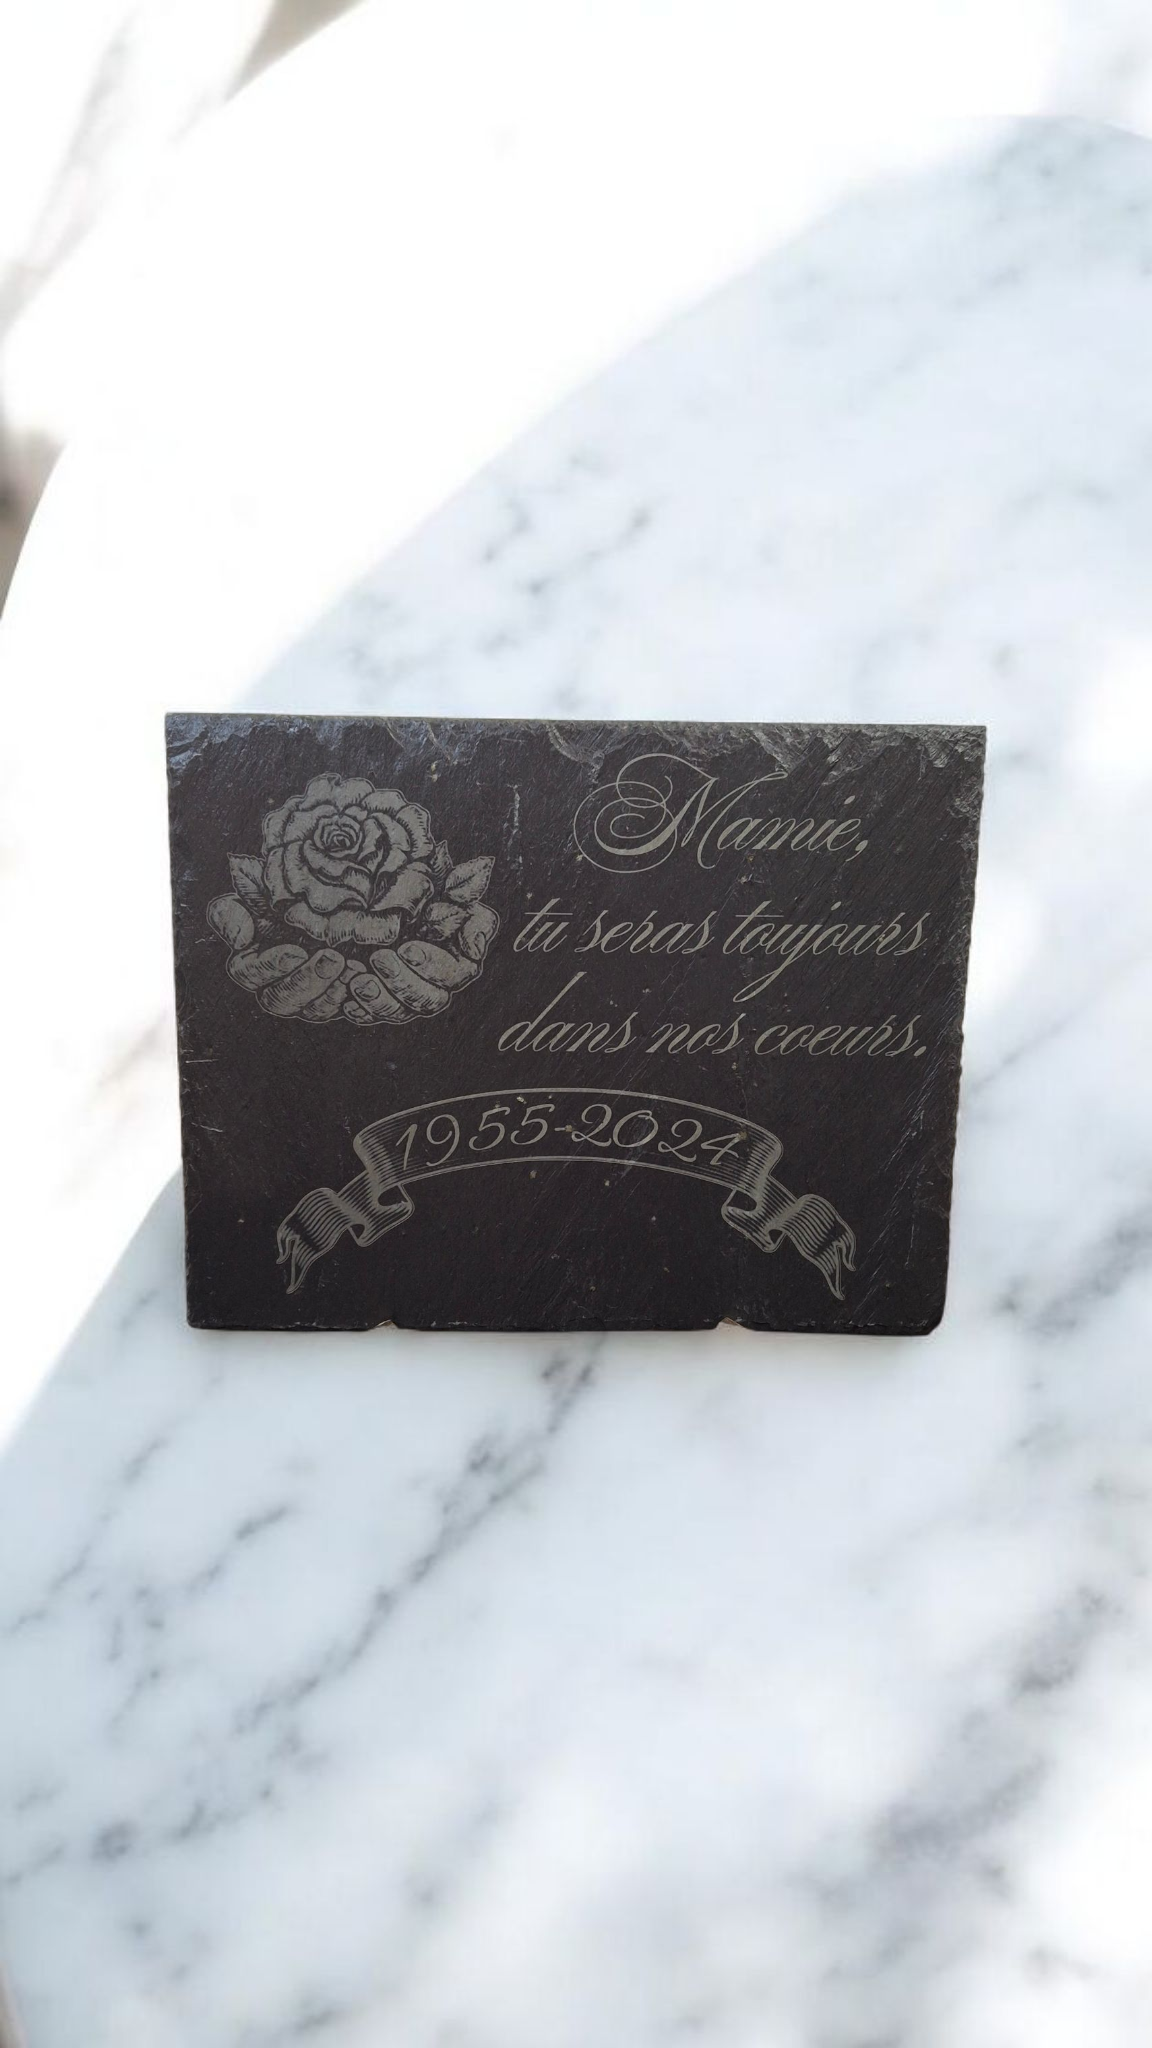 Mamie,
tu seras toujours
dans nos coeurs.
1955-2024